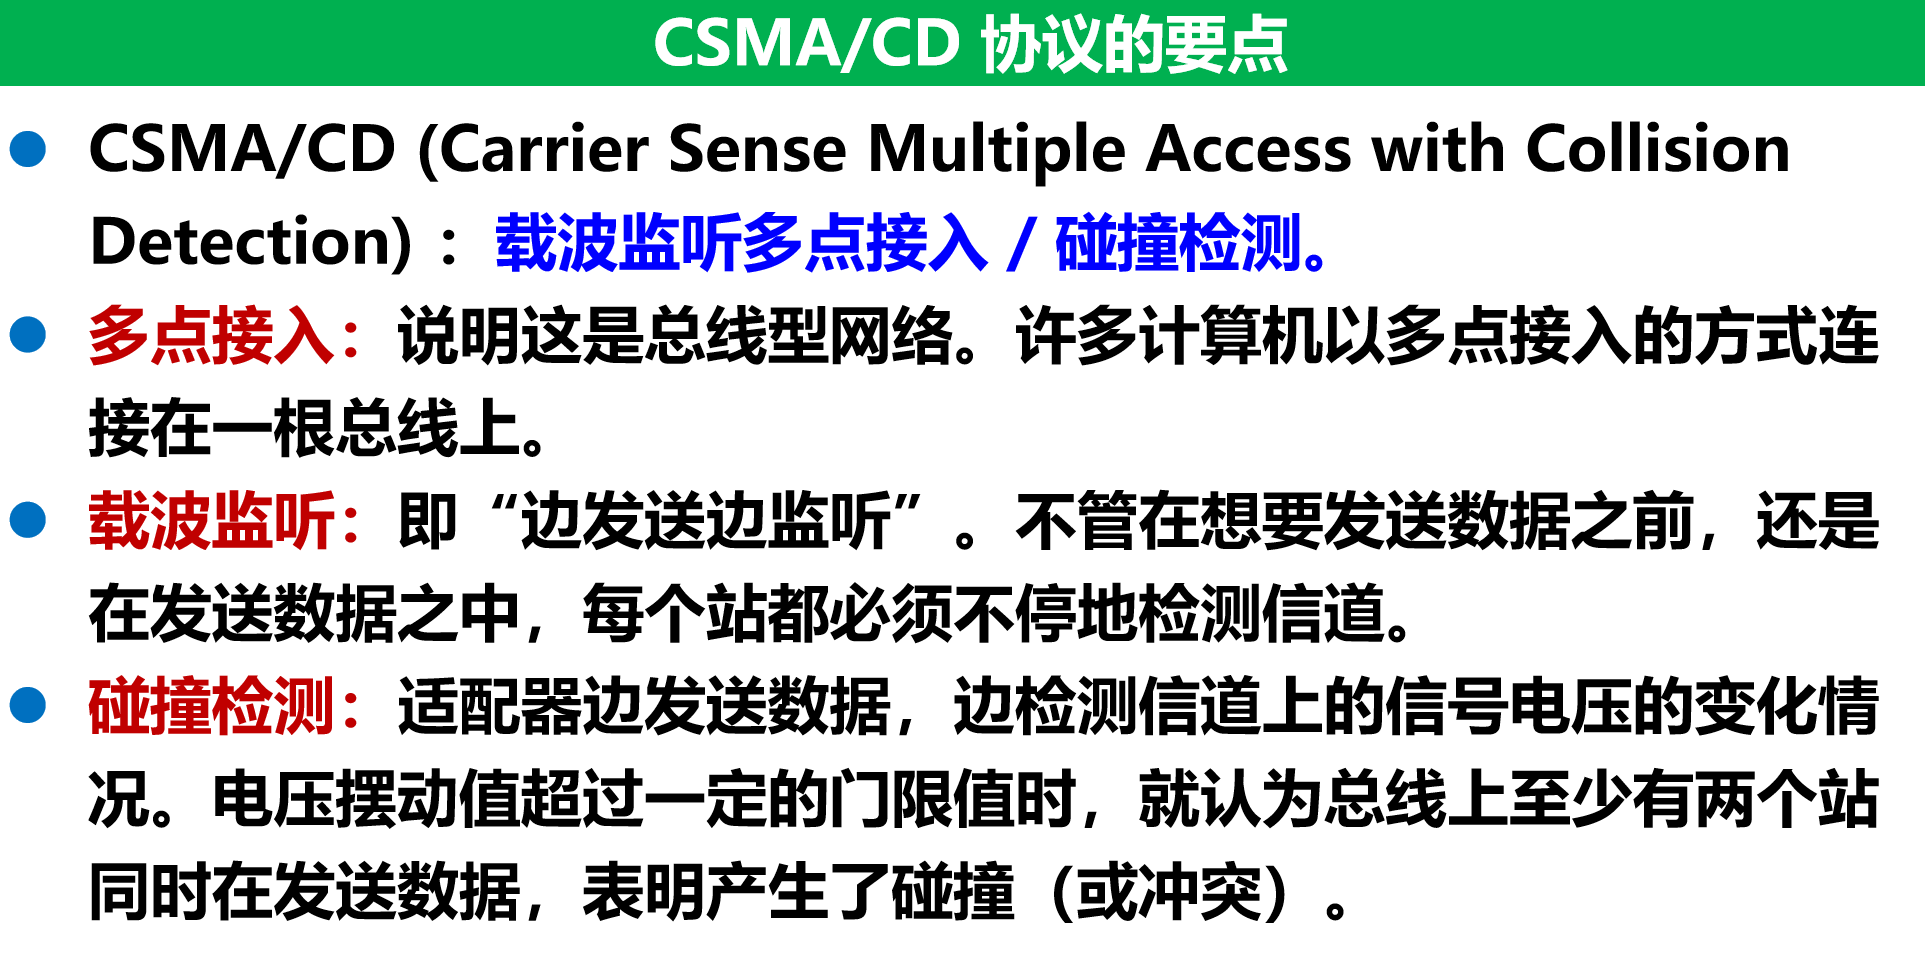 CSMA/CD 协议的要点
CSMA/CD (Carrier Sense Multiple Access with Collision
Detection) ：载波监听多点接入 / 碰撞检测。
多点接入：说明这是总线型网络。许多计算机以多点接入的方式连
接在一根总线上。
载波监听：即“边发送边监听”。不管在想要发送数据之前，还是
在发送数据之中，每个站都必须不停地检测信道。
碰撞检测：适配器边发送数据，边检测信道上的信号电压的变化情
况。电压摆动值超过一定的门限值时，就认为总线上至少有两个站
同时在发送数据，表明产生了碰撞（或冲突）。